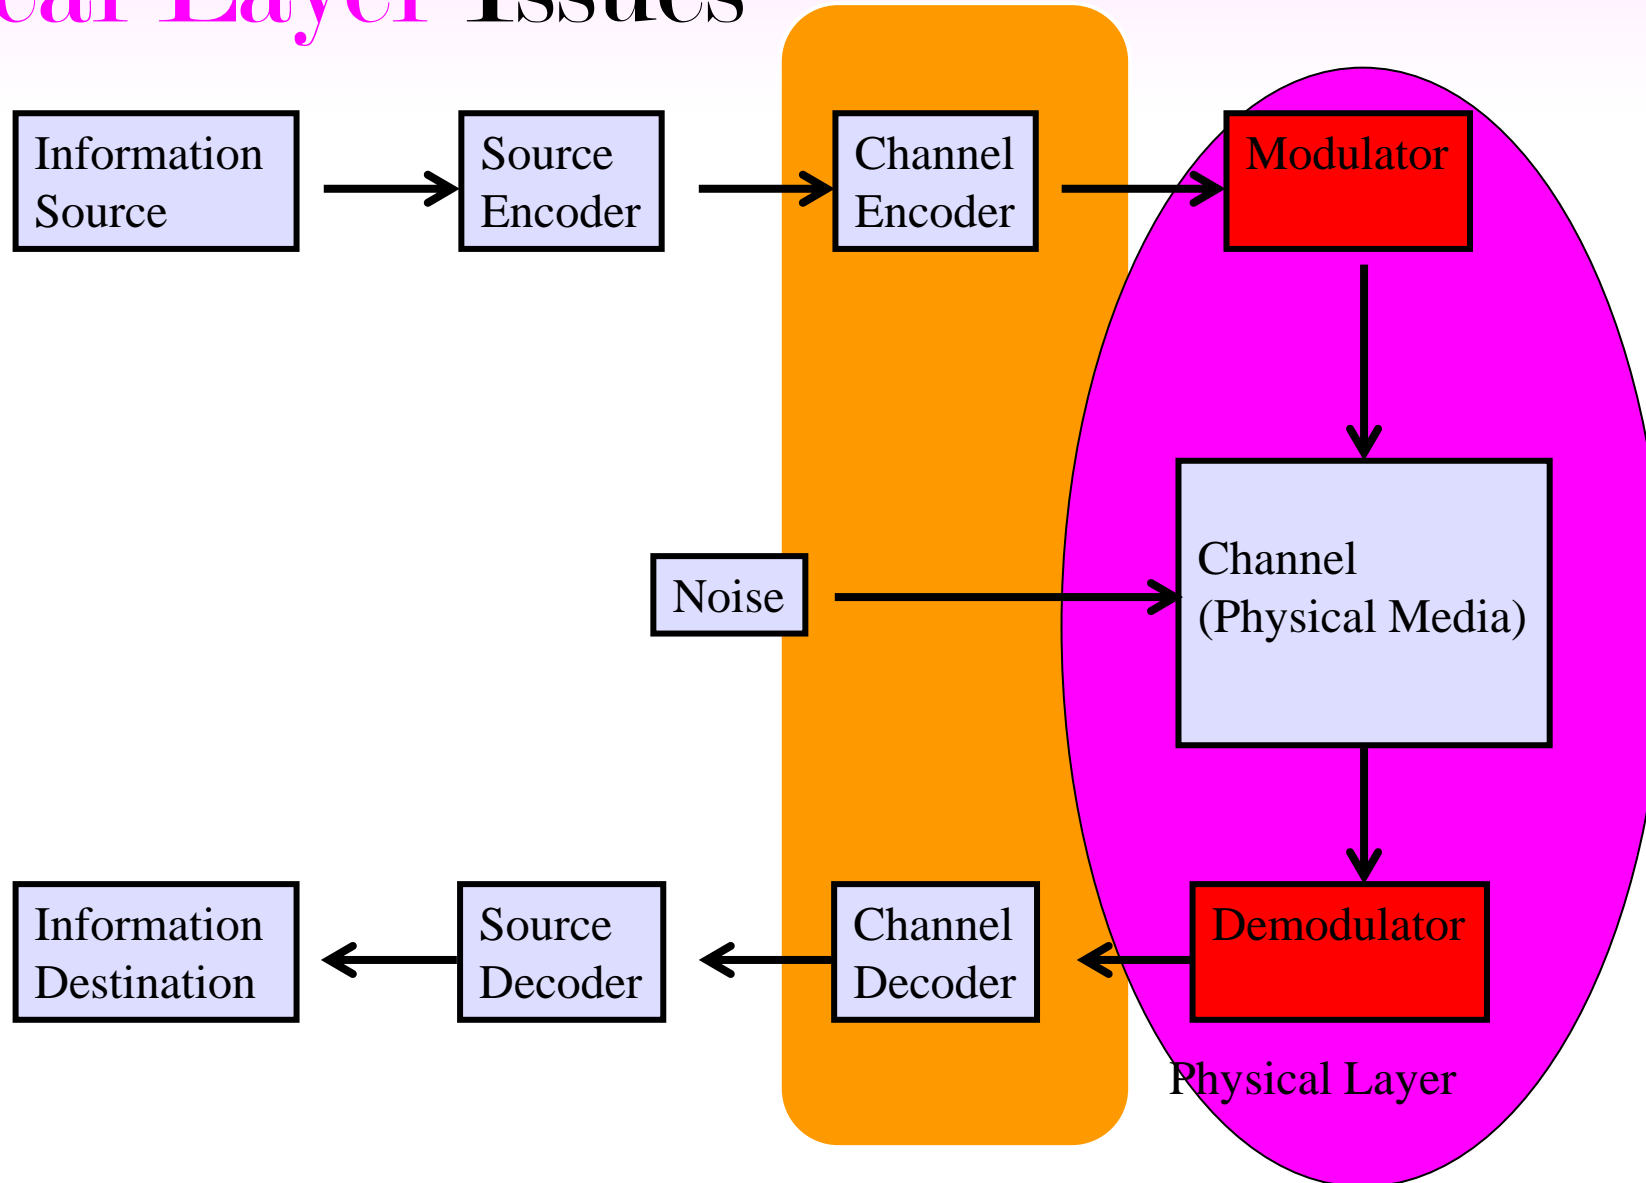 Layer Issues
Information
Source
Source
Encoder
Channel
Encoder
Modulator
Noise
Channel
(Physical Media)
Information
Destination
Source
Decoder
Channel
Decoder
Demodulator
Physical Layer